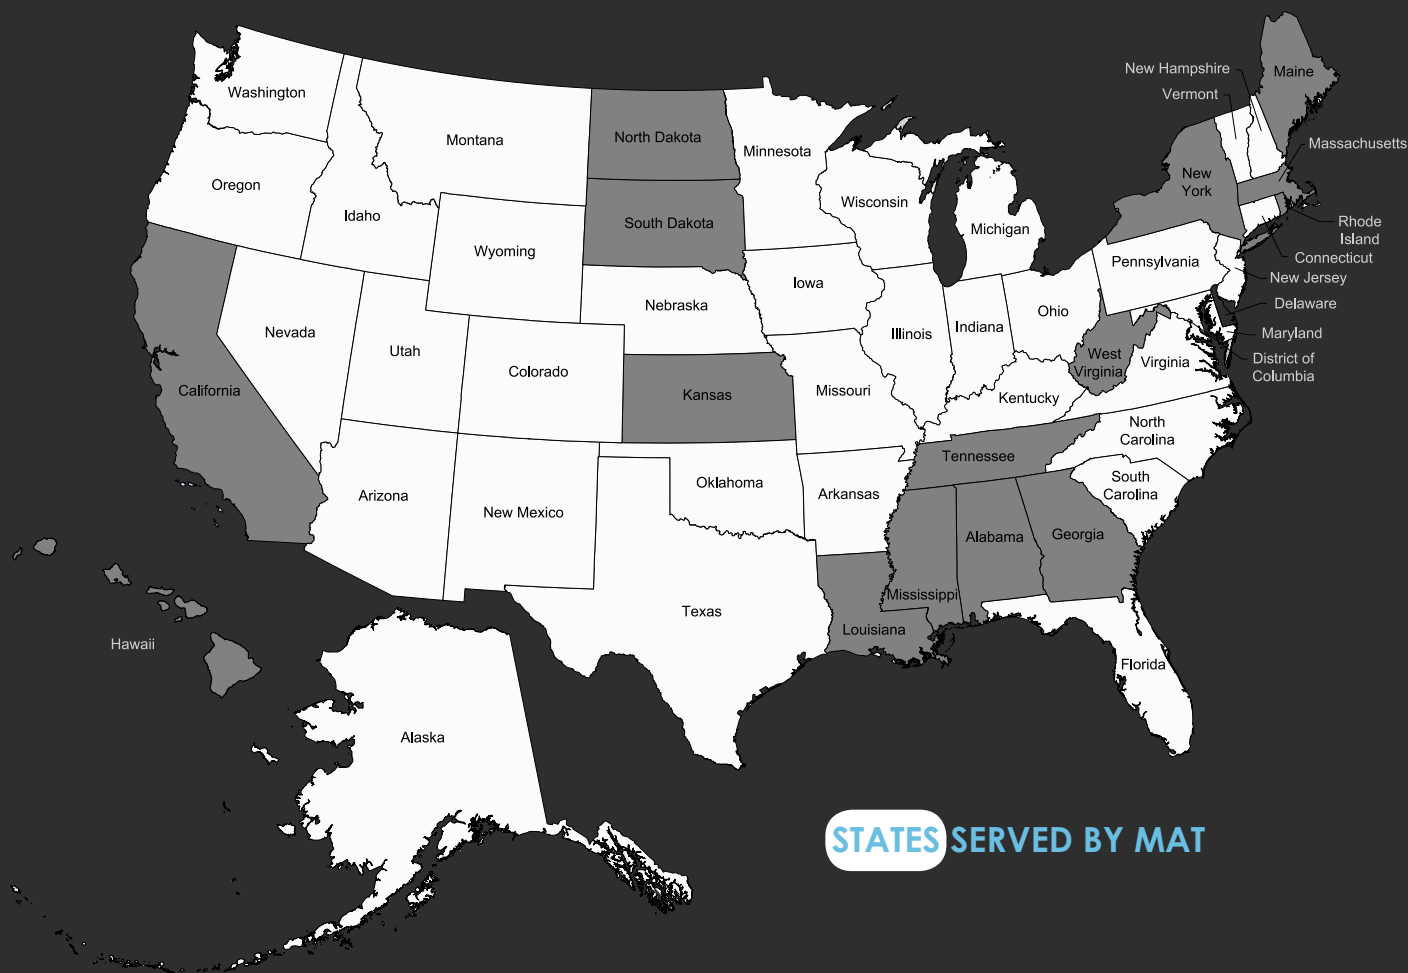 New Hampshire
Vermont
Maine
Massachusetts
Rhode
Island
Connecticut
New Jersey
Delaware
Maryland
District of
Columbia
Washington
Montana
North Dakota
Minnesota
Oregon
Idaho
South Dakota
Wisconsin
Michigan
New
York
Wyoming
Pennsylvania
Iowa
Nebraska
Ohio
Nevada
Illinois
Indiana
Utah
Colorado
West
Virginia
Virginia
California
Kansas
Missouri
Kentucky
North
Carolina
Tennessee
Oklahoma
South
Carolina
Arizona
New Mexico
Arkansas
Alabama
Georgia
Mississippi
Texas
Louisiana
Hawaii
Florida
Alaska
STATES SERVED BY MAT